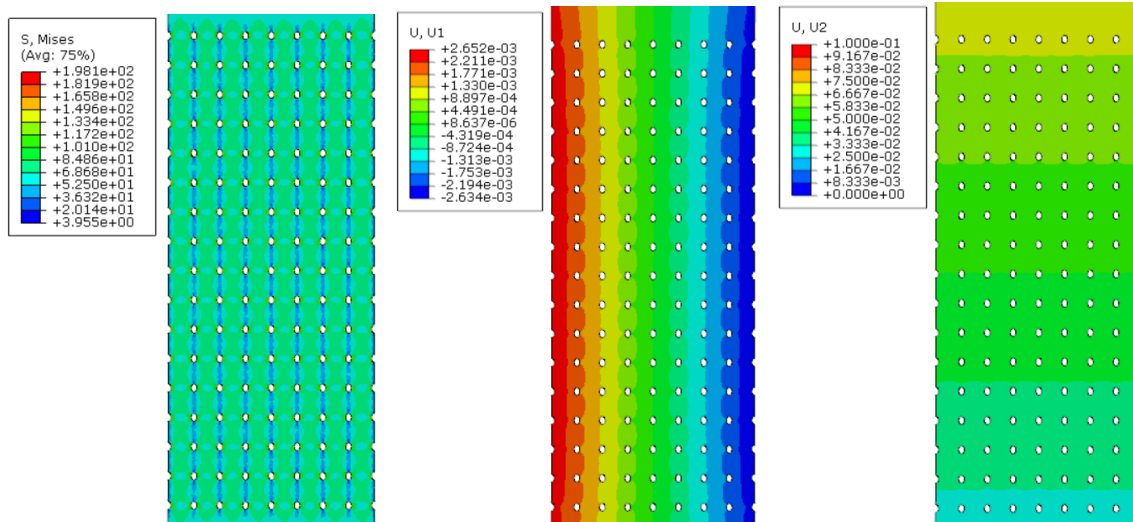 S, Mises
(Avg: 75%)
+1.981e+02
+1.819e+02
+1.658e+02
+1.496e+02
+1.334e+02
+1.172e+02
+1.010e+02
+8.486e+01
+6.868e+01
+5.250e+01
+3.632e+01
+2.014e+01
+3.955e+00
U, U1
+2.652e-03
+2.211e-03
+1.771e-03
+1.330e-03
+8.897e-04
+4.491e-04
+8.637e-06
-4.319e-04
-8.724e-04
-1.313e-03
-1.753e-03
-2.194e-03
-2.634e-03
U, U2
+1.000e-01
+9.167e-02
+8.333e-02
+7.500e-02
+6.667e-02
+5.833e-02
+5.000e-02
+4.167e-02
+3.333e-02
+2.500e-02
+1.667e-02
+8.333e-03
+0.000e+00